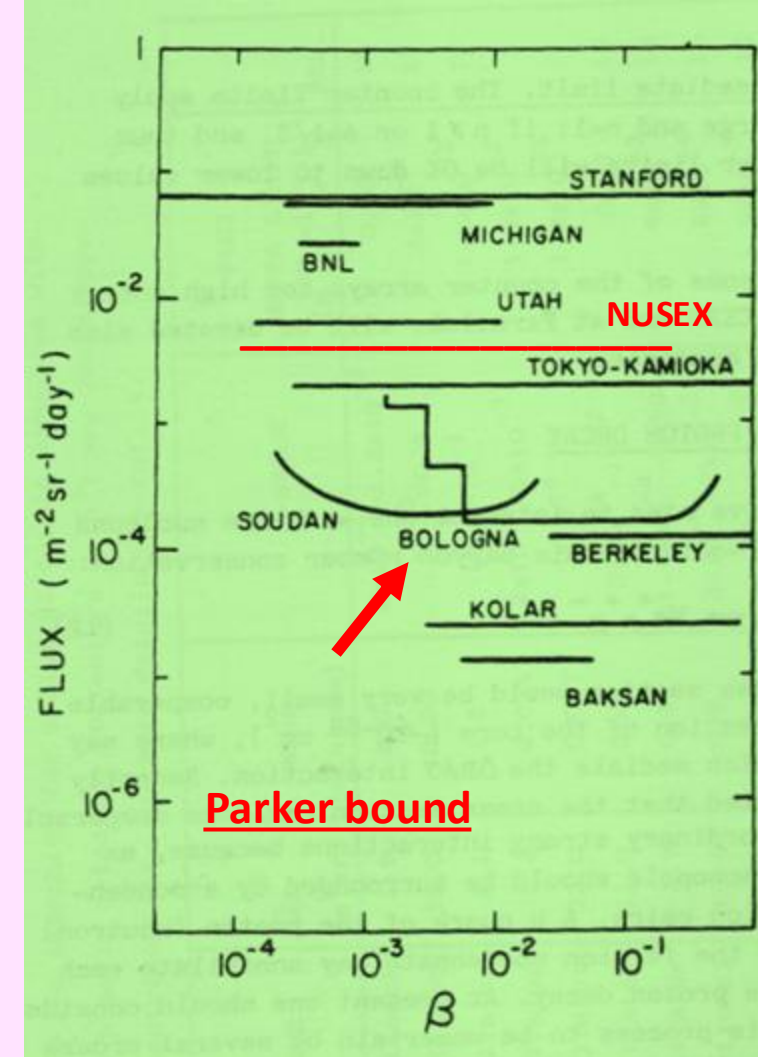 1
STANFORD
MICHIGAN
BNL
10⁻²
UTAH
NUSEX
TOKYO-KAMIOKA
SOUDAN
BOLOGNA
10⁻⁴
BERKELEY
KOLAR
BAKSAN
10⁻⁶
Parker bound
FLUX ( m⁻² sr⁻¹ day⁻¹)
10⁻⁴ 10⁻³ 10⁻² 10⁻¹
β